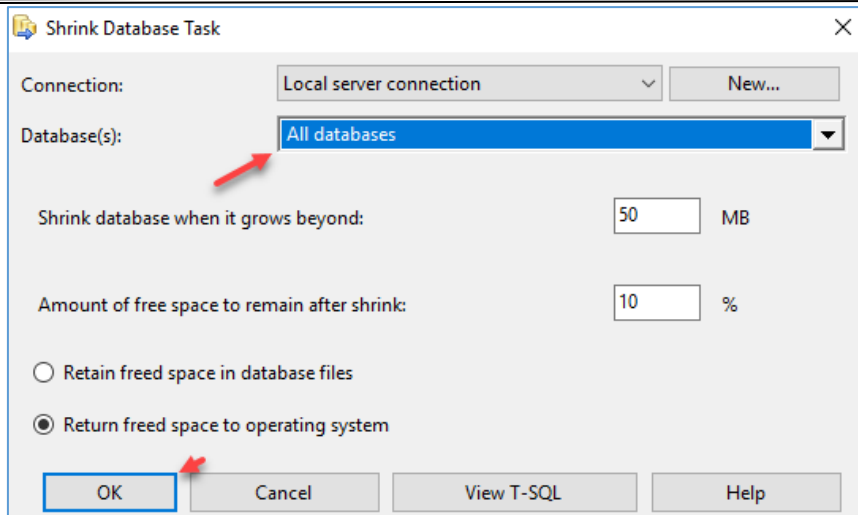 Shrink Database Task
Connection: Local server connection New...
Database(s): All databases
Shrink database when it grows beyond: 50 MB
Amount of free space to remain after shrink: 10 %
Retain freed space in database files
Return freed space to operating system
OK Cancel View T-SQL Help